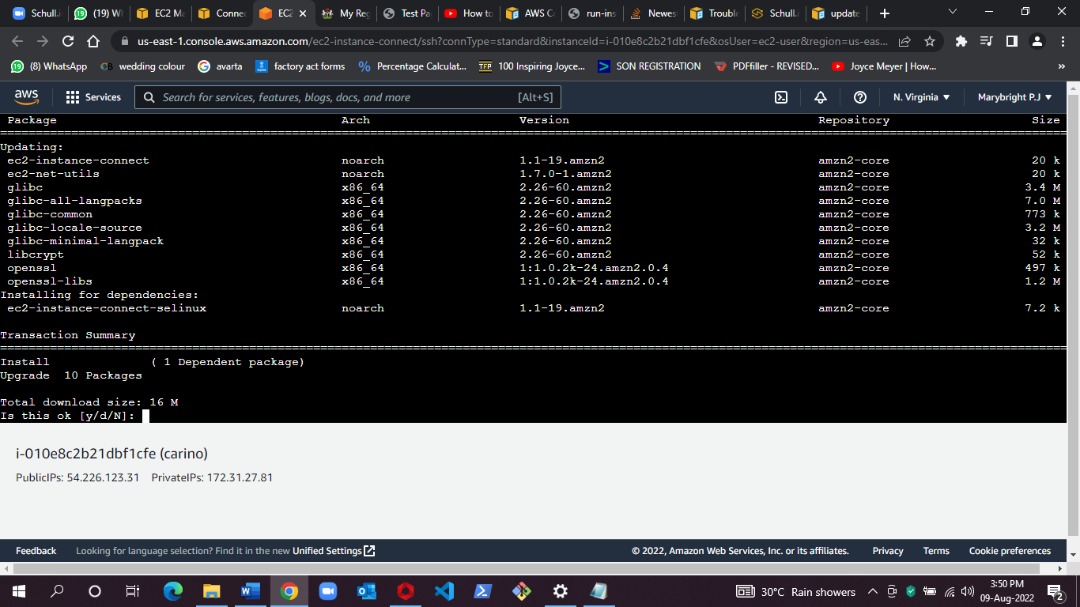 Schull.
(19) W
EC2 M
Conne
EC2
My Re
Test Pa
How to
AWS C
run-ins
Newes
Troubl
Schull.
update
us-east-1.console.aws.amazon.com/ec2-instance-connect/ssh?connType=standard&instanceId=i-010e8c2b21dbf1cfe&osUser=ec2-user&region=us-eas...
(8) WhatsApp
wedding colour
avarta
factory act forms
Percentage Calculat...
100 Inspiring Joyce...
SON REGISTRATION
PDFfiller - REVISED...
Joyce Meyer | How...
»
aws Services Search for services, features, blogs, docs, and more [Alt+S] N. Virginia ▼ Marybright P.J ▼
Package Arch Version Repository Size
Updating:
ec2-instance-connect noarch 1.1-19.amzn2 amzn2-core 20 k
ec2-net-utils noarch 1.7.0-1.amzn2 amzn2-core 20 k
glibc x86_64 2.26-60.amzn2 amzn2-core 3.4 M
glibc-all-langpacks x86_64 2.26-60.amzn2 amzn2-core 7.0 M
glibc-common x86_64 2.26-60.amzn2 amzn2-core 773 k
glibc-locale-source x86_64 2.26-60.amzn2 amzn2-core 3.2 M
glibc-minimal-langpack x86_64 2.26-60.amzn2 amzn2-core 32 k
libcrypt x86_64 2.26-60.amzn2 amzn2-core 52 k
openssl x86_64 1:1.0.2k-24.amzn2.0.4 amzn2-core 497 k
openssl-libs x86_64 1:1.0.2k-24.amzn2.0.4 amzn2-core 1.2 M
Installing for dependencies:
ec2-instance-connect-selinux noarch 1.1-19.amzn2 amzn2-core 7.2 k
Transaction Summary
Install ( 1 Dependent package)
Upgrade 10 Packages
Total download size: 16 M
Is this ok [y/d/N]:
i-010e8c2b21dbf1cfe (carino)
PublicIPs: 54.226.123.31 PrivateIPs: 172.31.27.81
Feedback Looking for language selection? Find it in the new Unified Settings © 2022, Amazon Web Services, Inc. or its affiliates. Privacy Terms Cookie preferences
30°C Rain showers
3:50 PM
09-Aug-2022
2